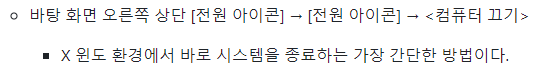 바탕 화면 오른쪽 상단 [전원 아이콘] → [전원 아이콘] → <컴퓨터 끄기>
X 윈도 환경에서 바로 시스템을 종료하는 가장 간단한 방법이다.